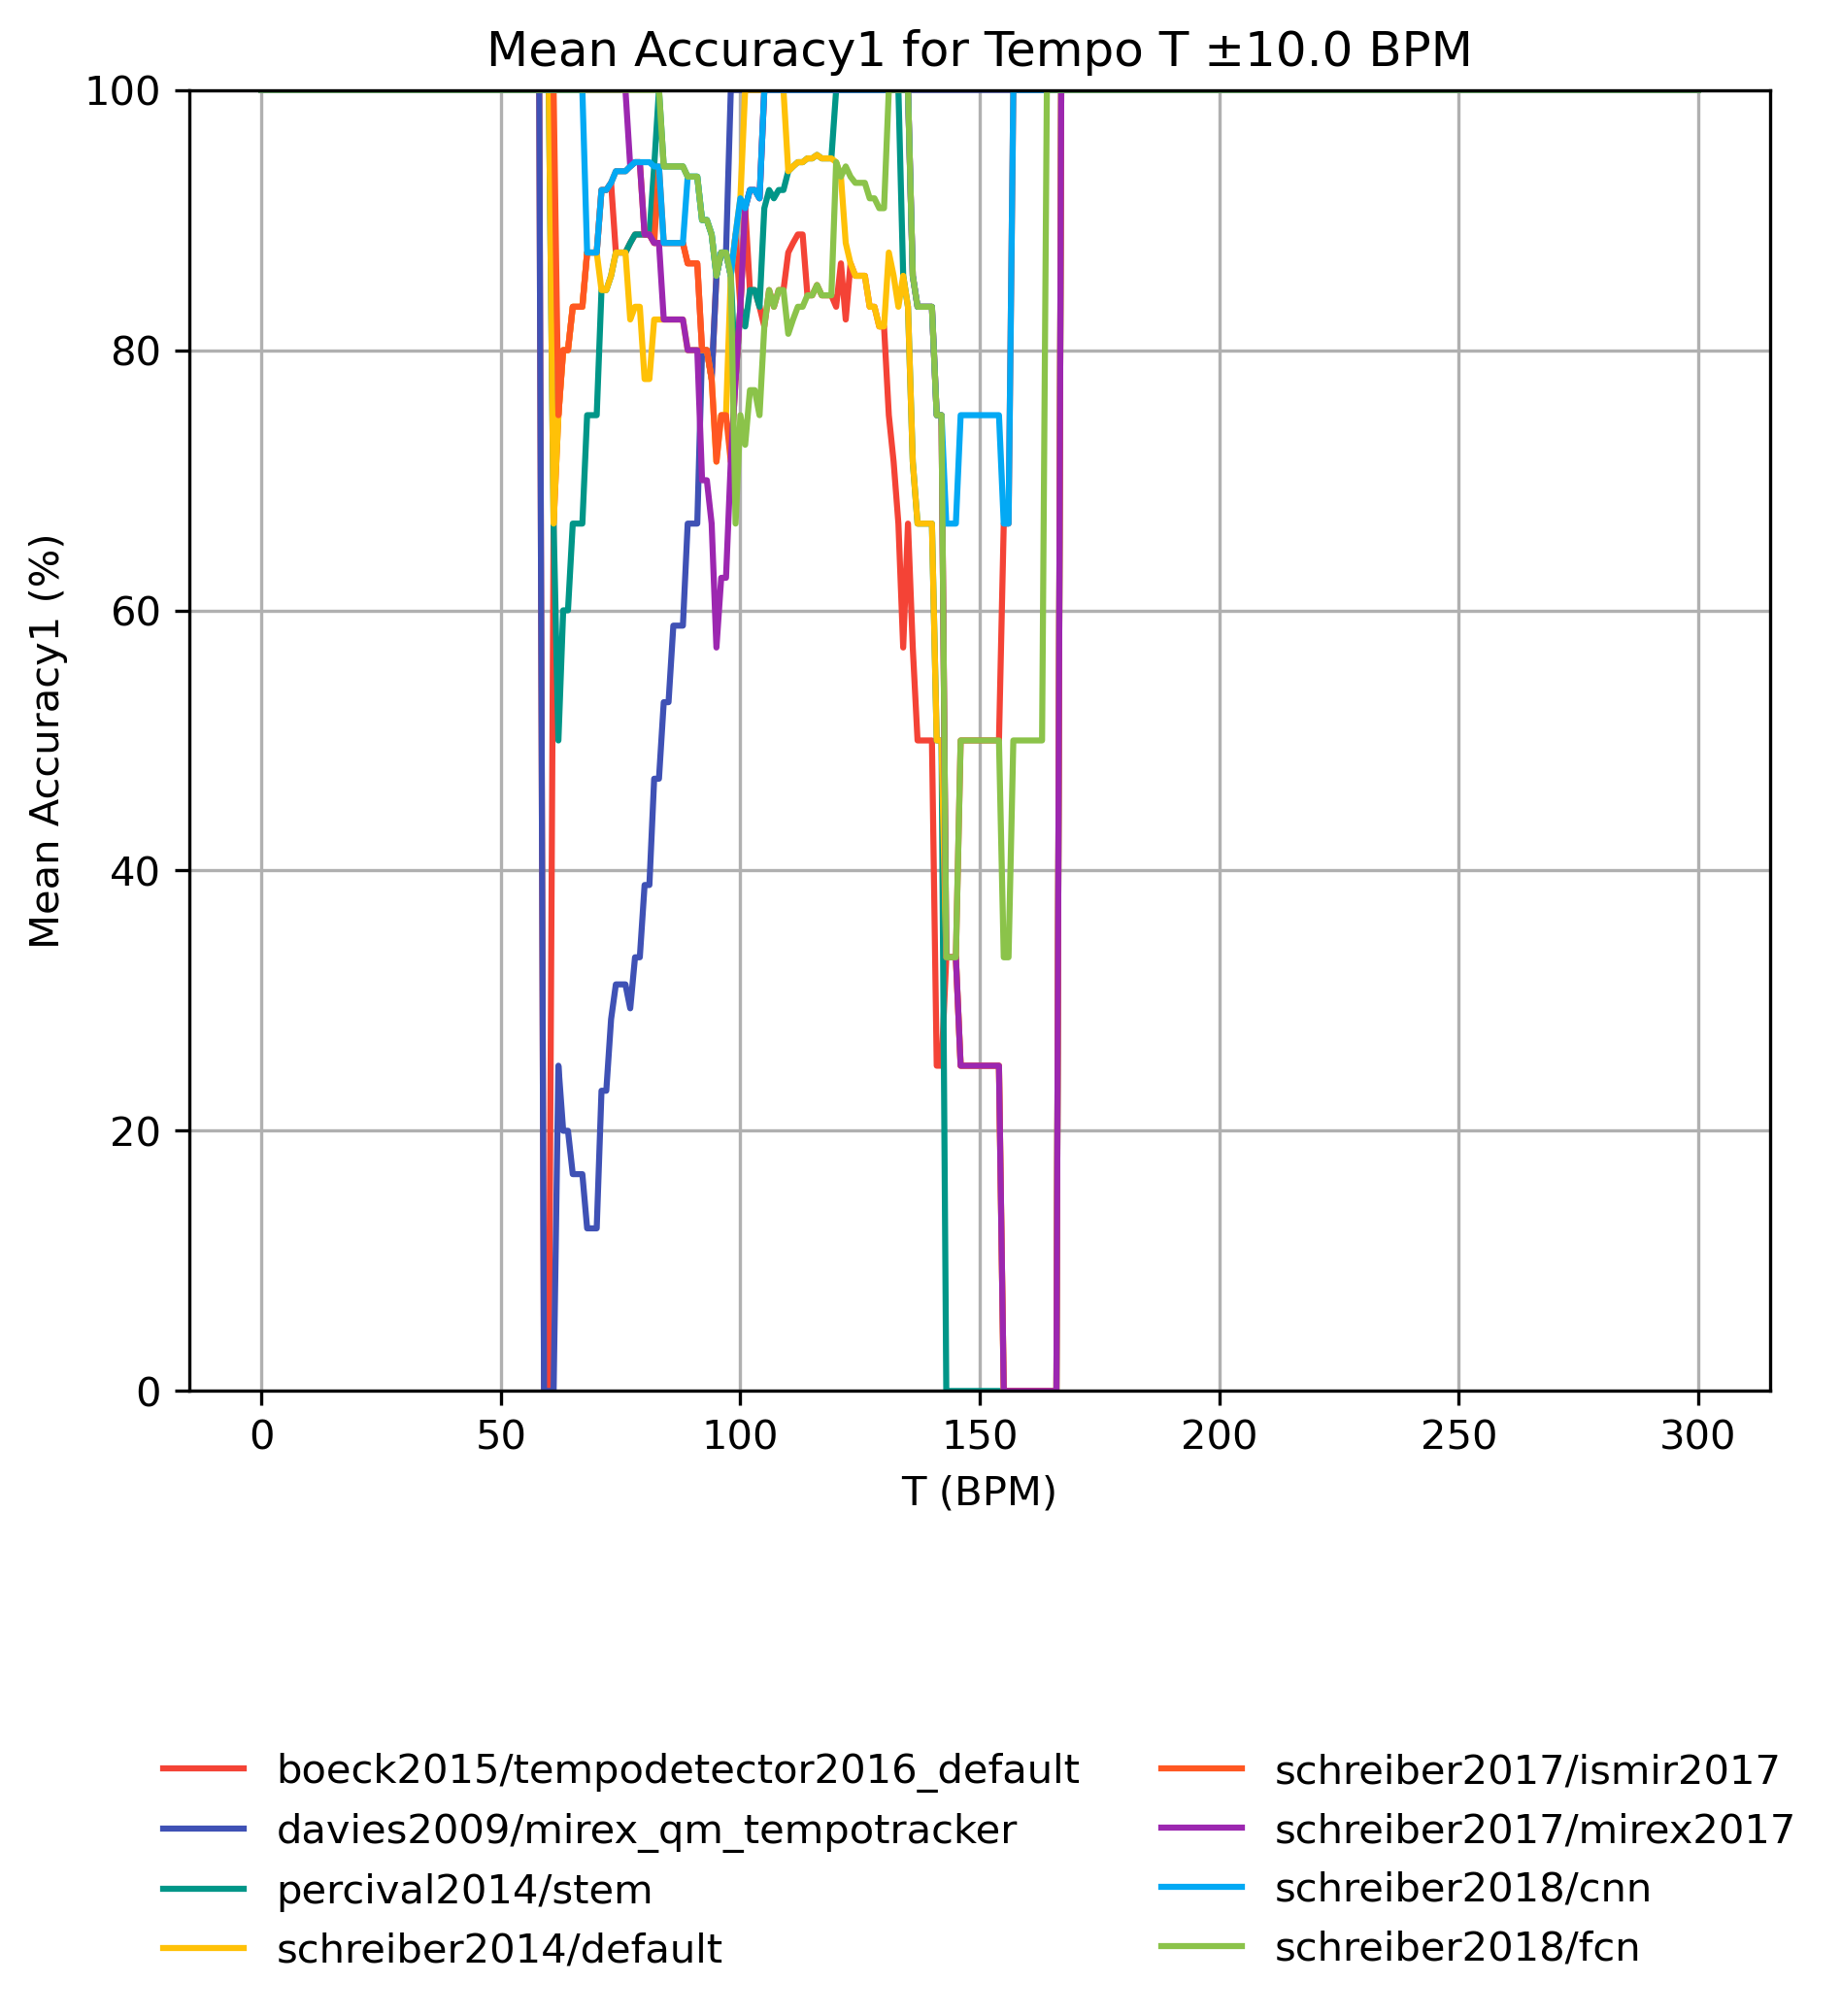 Mean Accuracy1 for Tempo T ±10.0 BPM
100
80
60
40
20
0
Mean Accuracy1 (%)
0 50 100 150 200 250 300
T (BPM)
boeck2015/tempodetector2016_default
davies2009/mirex_qm_tempotracker
percival2014/stem
schreiber2014/default
schreiber2017/ismir2017
schreiber2017/mirex2017
schreiber2018/cnn
schreiber2018/fcn